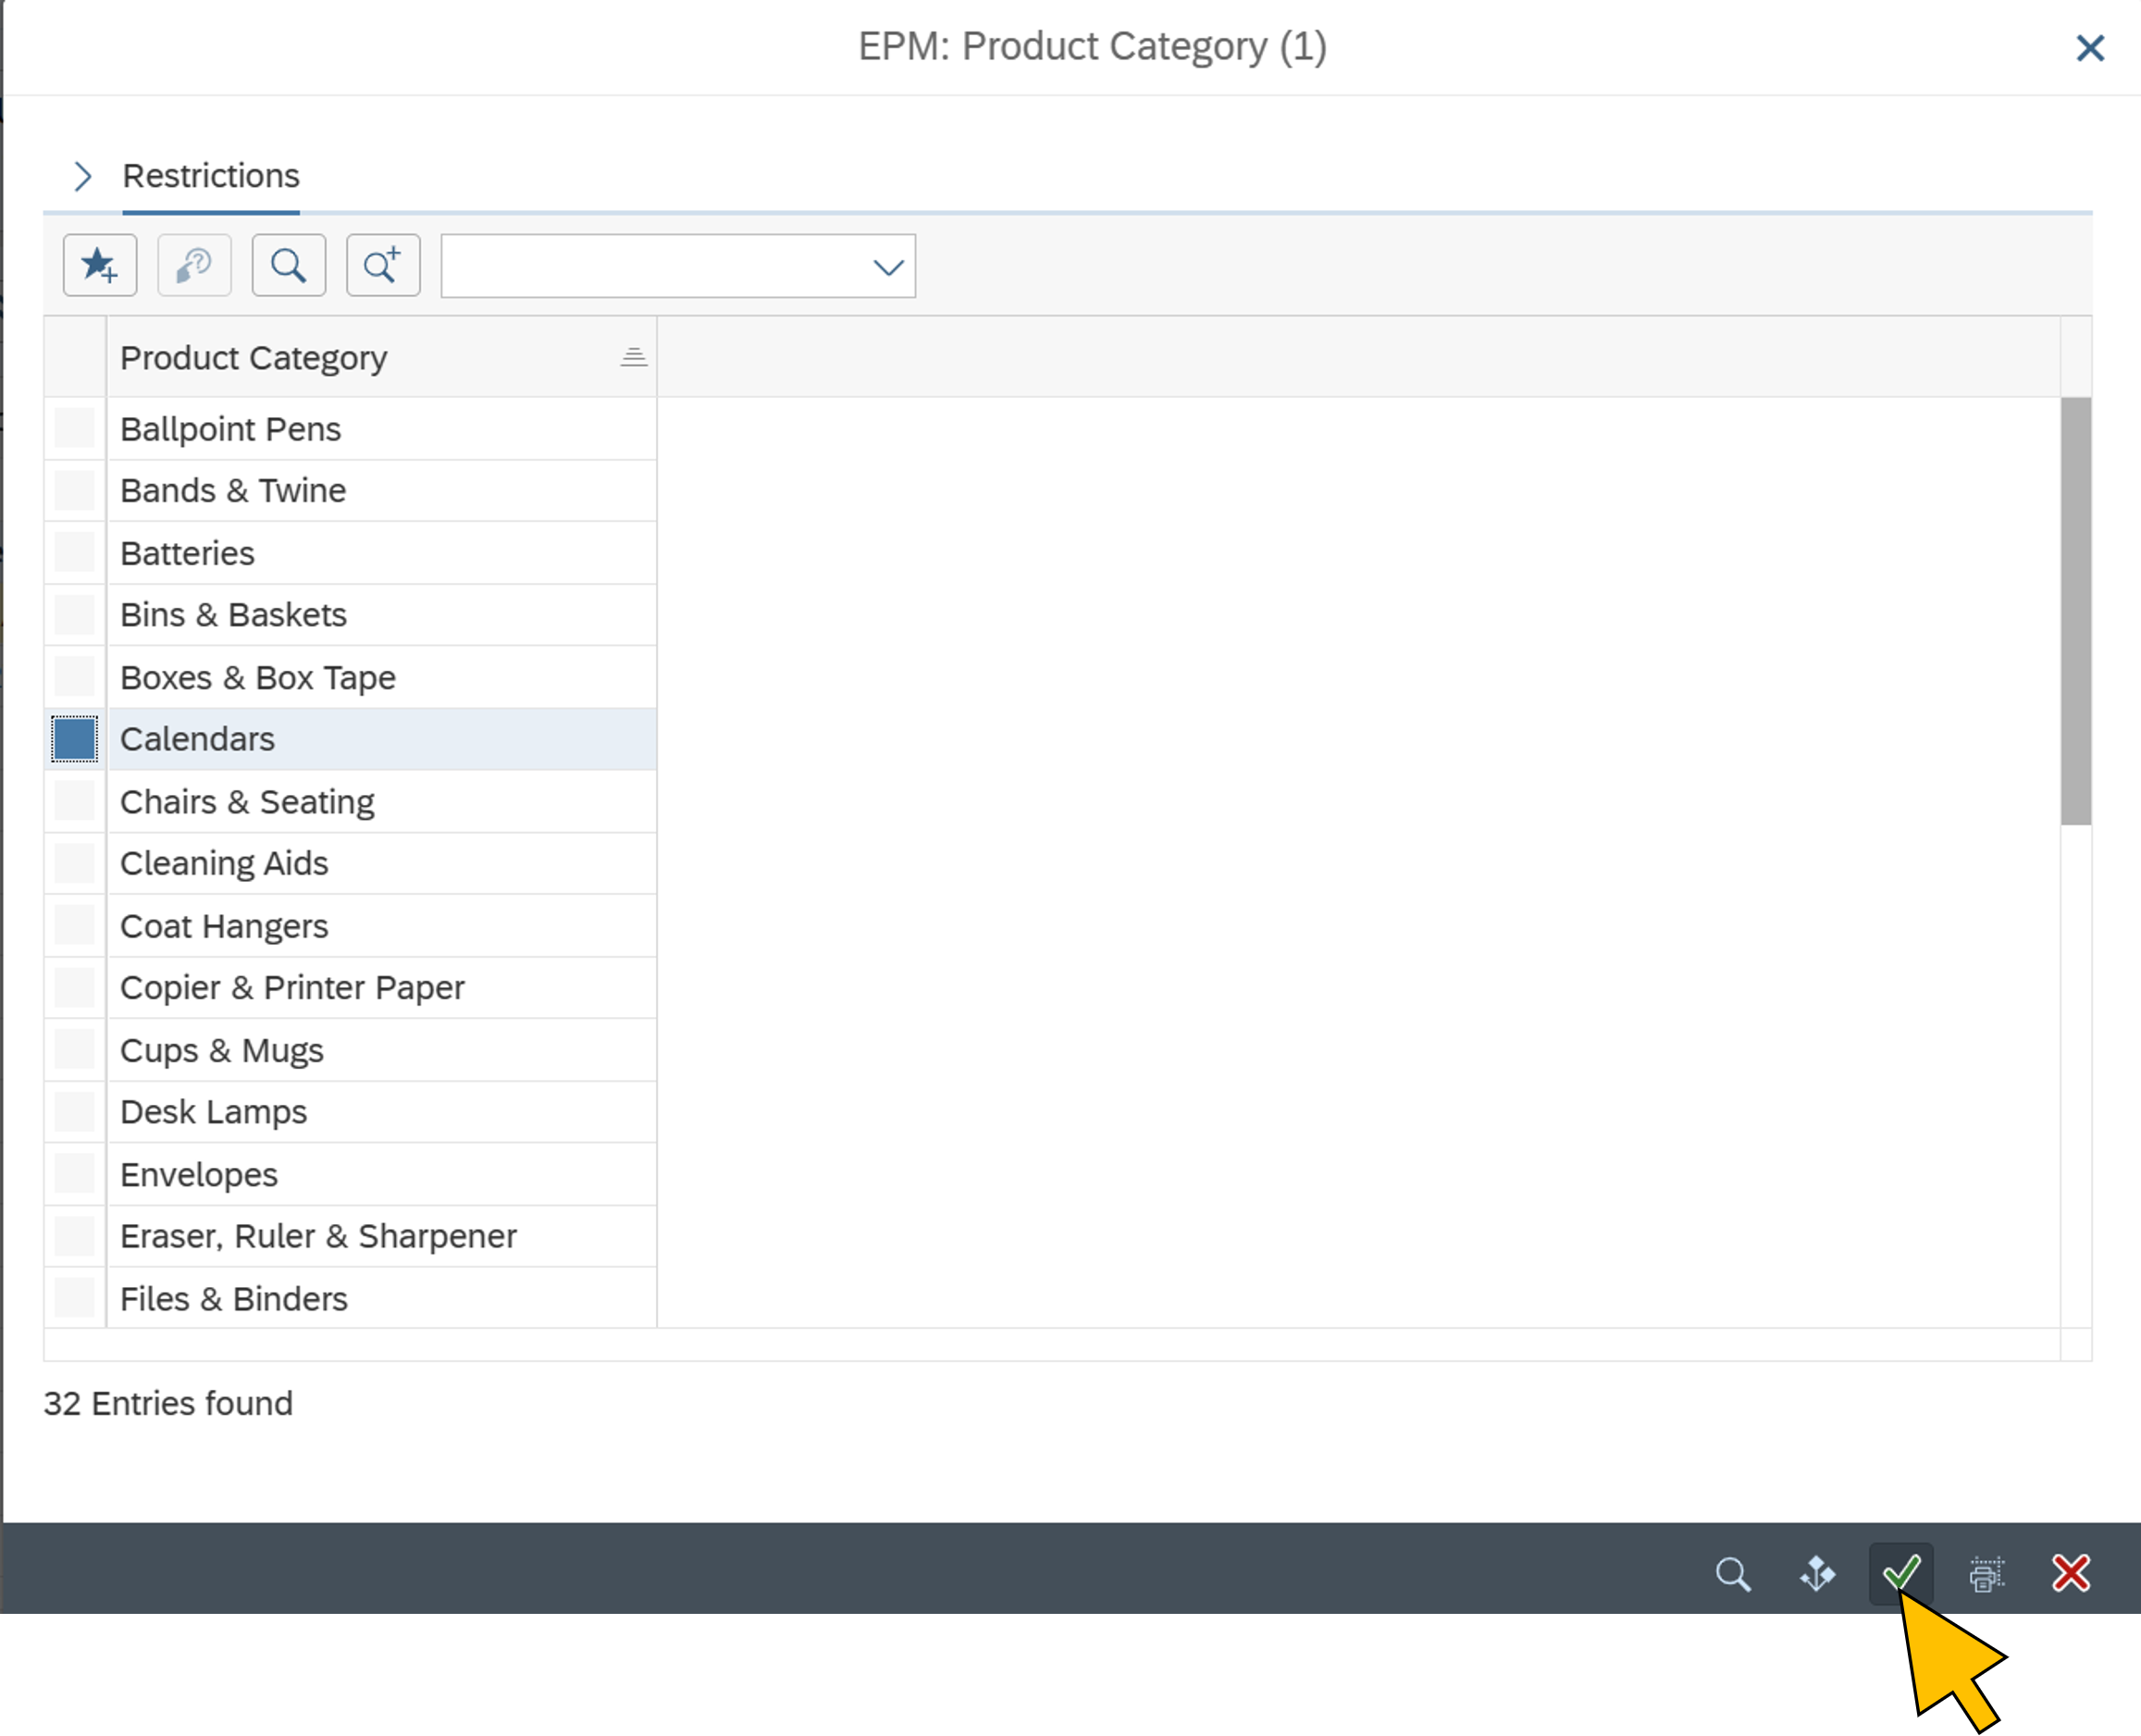 EPM: Product Category (1)
Restrictions
Product Category
Ballpoint Pens
Bands & Twine
Batteries
Bins & Baskets
Boxes & Box Tape
Calendars
Chairs & Seating
Cleaning Aids
Coat Hangers
Copier & Printer Paper
Cups & Mugs
Desk Lamps
Envelopes
Eraser, Ruler & Sharpener
Files & Binders
32 Entries found